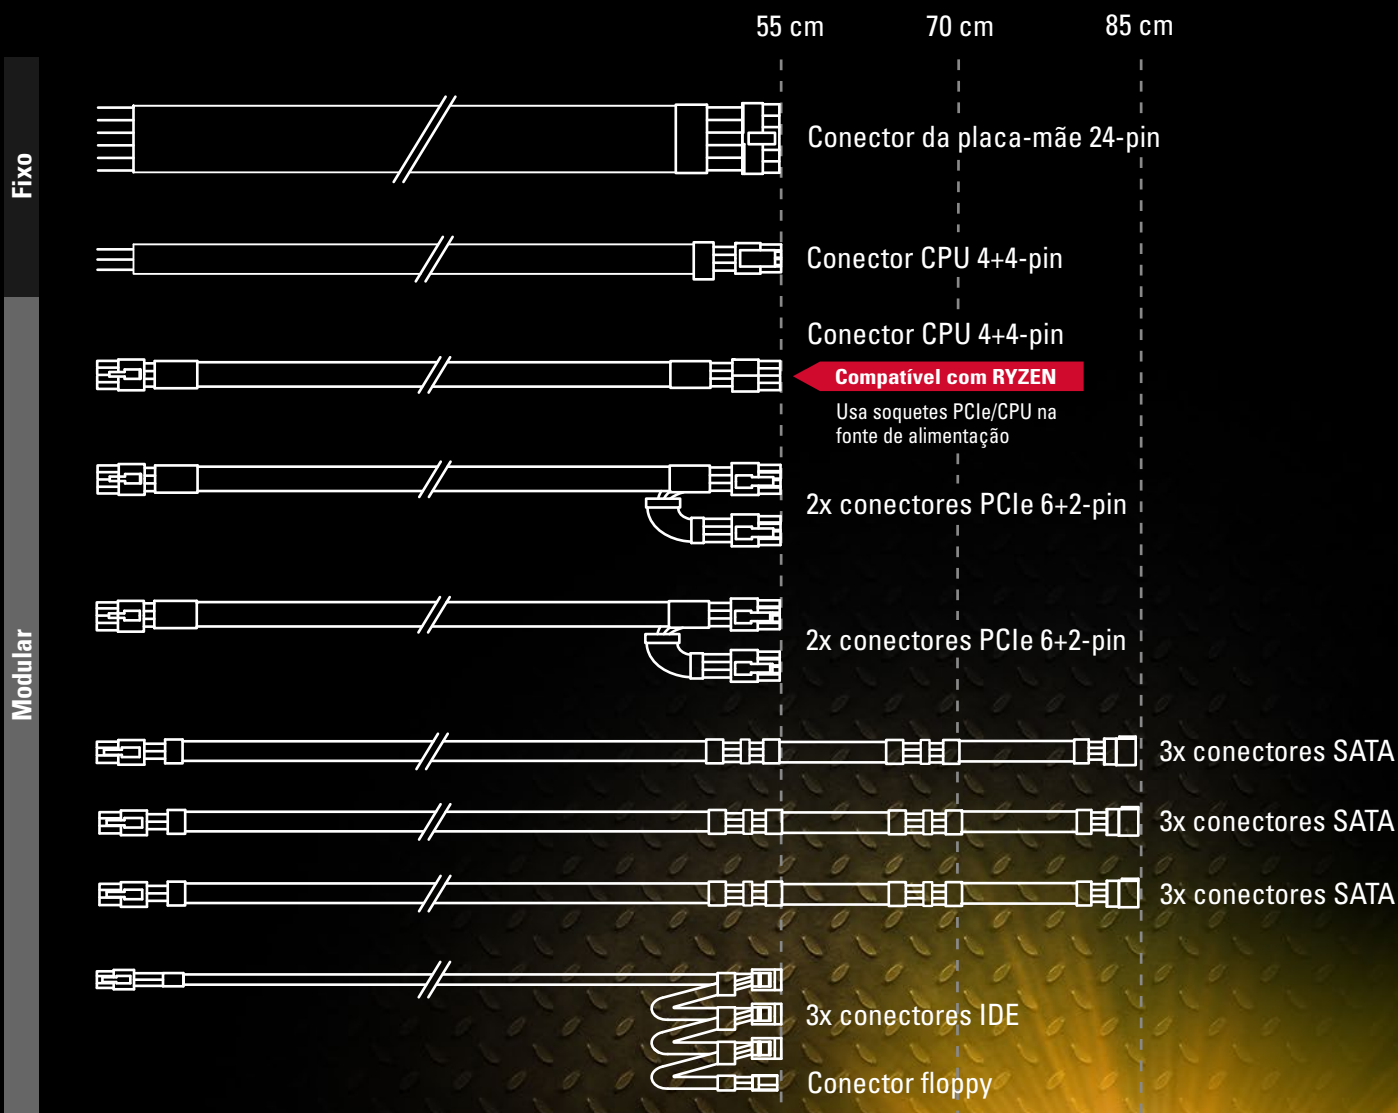 55 cm
70 cm
85 cm
Fixo
Conector da placa-mãe 24-pin
Conector CPU 4+4-pin
Modular
Conector CPU 4+4-pin
Compatível com RYZEN
Usa soquetes PCIe/CPU na
fonte de alimentação
2x conectores PCIe 6+2-pin
2x conectores PCIe 6+2-pin
3x conectores SATA
3x conectores SATA
3x conectores SATA
3x conectores IDE
Conector floppy